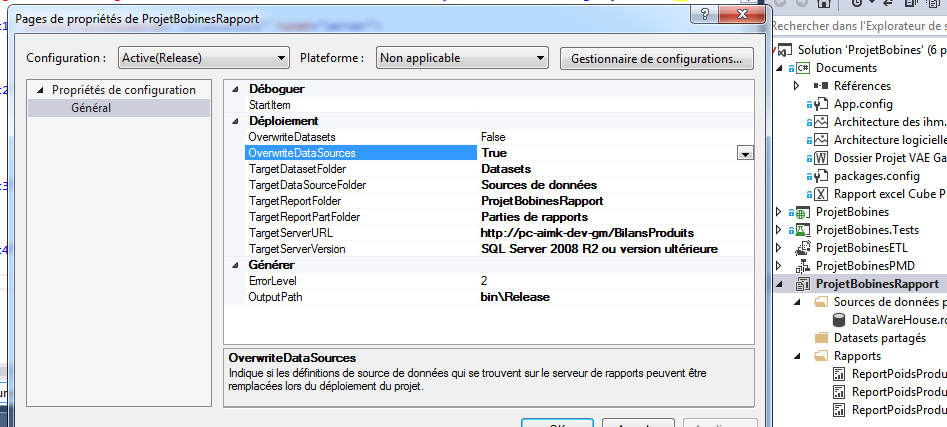 Pages de propriétés de ProjetBobinesRapport
Configuration :
Active(Release)
Plateforme :
Non applicable
Gestionnaire de configurations...
Propriétés de configuration
Général
Déboguer
StartItem
Déploiement
OverwriteDatasets False
OverwriteDataSources True
TargetDatasetFolder Datasets
TargetDataSourceFolder Sources de données
TargetReportFolder ProjetBobinesRapport
TargetReportPartFolder Parties de rapports
TargetServerURL http://pc-aimk-dev-gm/BilansProduits
TargetServerVersion SQL Server 2008 R2 ou version ultérieure
Générer
ErrorLevel 2
OutputPath bin\Release
OverwriteDataSources
Indique si les définitions de source de données qui se trouvent sur le serveur de rapports peuvent être
remplacées lors du déploiement du projet.
Rechercher dans l'Explorateur de s
Solution 'ProjetBobines' (6 p
Documents
Références
App.config
Architecture des ihm.
Architecture logicielle
Dossier Projet VAE Ga
packages.config
Rapport excel Cube P
ProjetBobines
ProjetBobines.Tests
ProjetBobinesETL
ProjetBobinesPMD
ProjetBobinesRapport
Sources de données p
DataWareHouse.rd
Datasets partagés
Rapports
ReportPoidsProdu
ReportPoidsProdu
ReportPoidsProdu